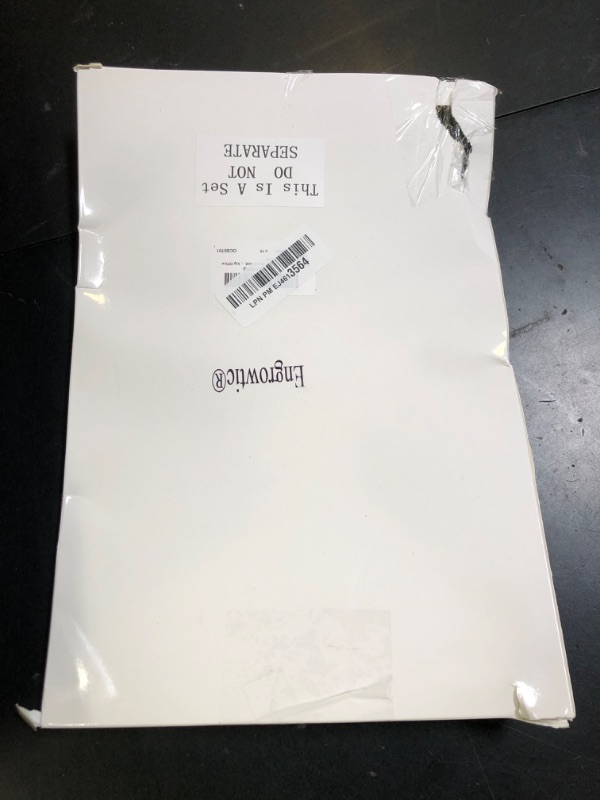 This Is A Set
DO NOT
SEPARATE
LPN PM EJ4613564
Engrowtic®